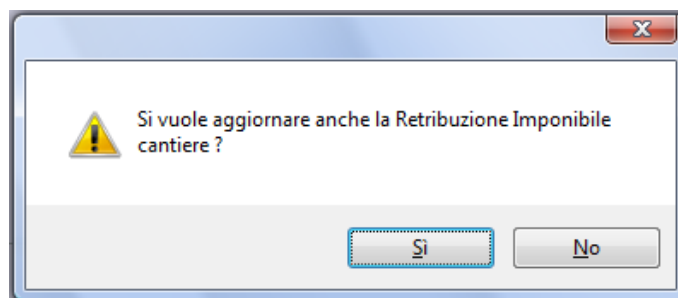 Si vuole aggiornare anche la Retribuzione Imponibile
cantiere ?
Sì
No